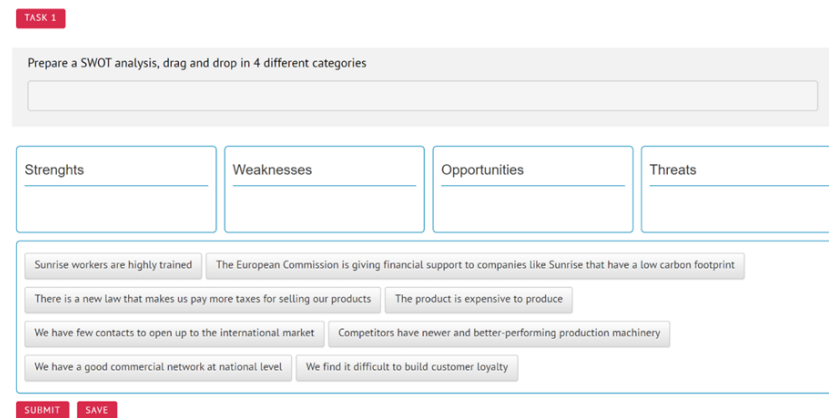 TASK 1
Prepare a SWOT analysis, drag and drop in 4 different categories
Strenghts Weaknesses Opportunities Threats
Sunrise workers are highly trained The European Commission is giving financial support to companies like Sunrise that have a low carbon footprint
There is a new law that makes us pay more taxes for selling our products The product is expensive to produce
We have few contacts to open up to the international market Competitors have newer and better-performing production machinery
We have a good commercial network at national level We find it difficult to build customer loyalty
SUBMIT SAVE